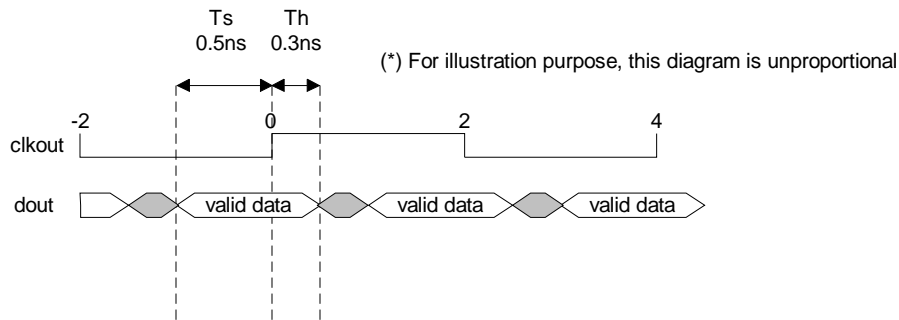 Ts Th
0.5ns 0.3ns
(*) For illustration purpose, this diagram is unproportional
-2 0 2 4
clkout
dout valid data valid data valid data